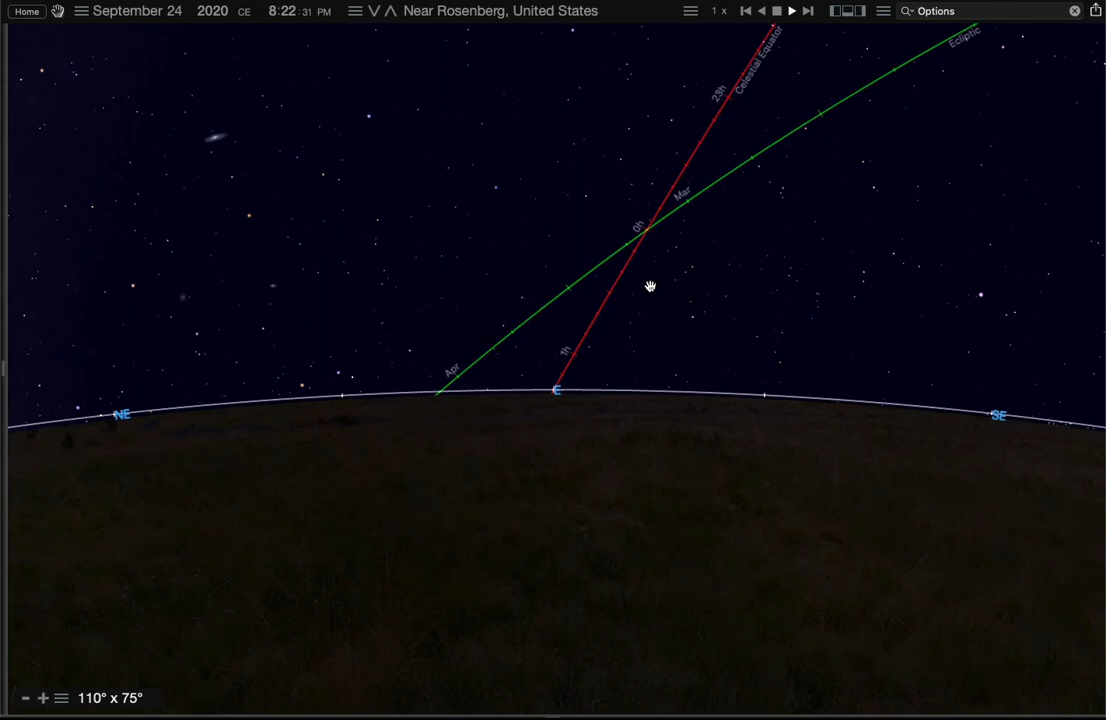 Home September 24 2020 CE 8:22:31 PM Near Rosenberg, United States 1 x Options
Ecliptic
Celestial Equator
23h
Mar
0h
1h
Apr
E
NE
SE
110° x 75°